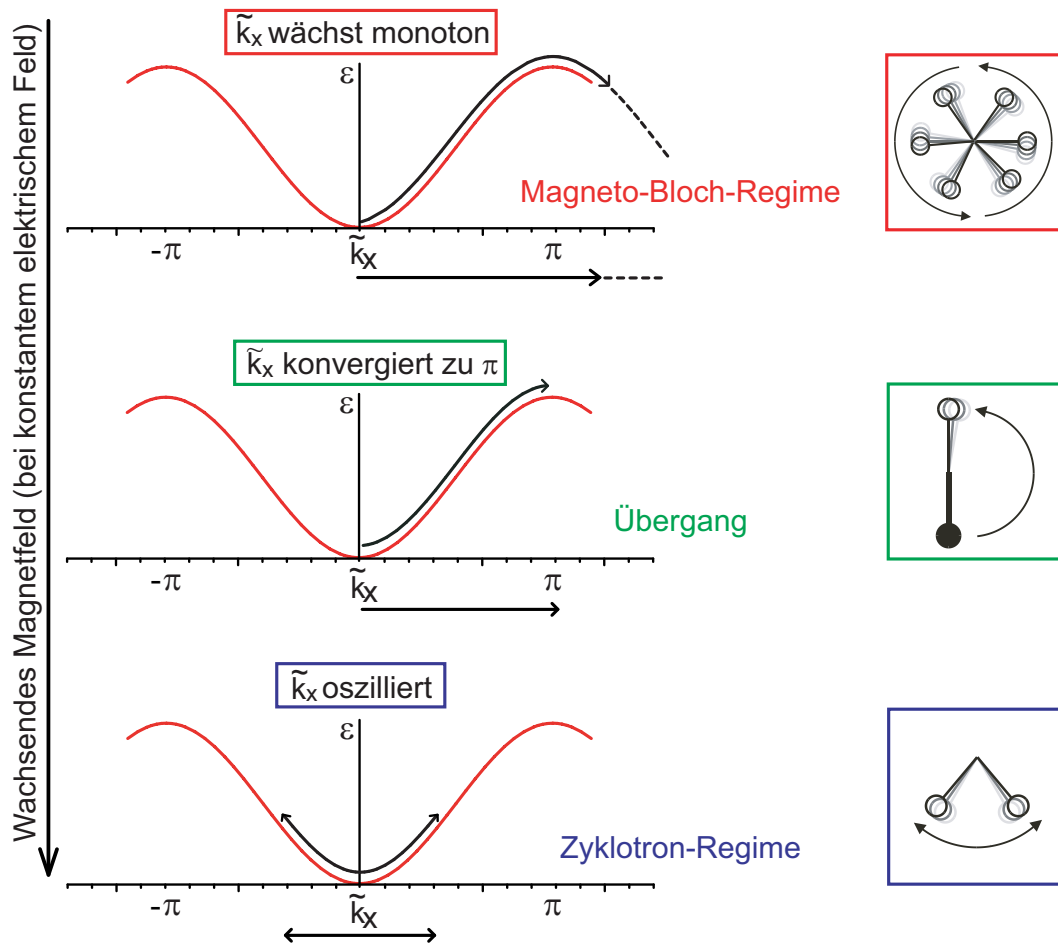 Wachsendes Magnetfeld (bei konstantem elektrischem Feld)
k̃x wächst monoton
ε
Magneto-Bloch-Regime
-π
k̃x
π
k̃x konvergiert zu π
ε
Übergang
-π
k̃x
π
k̃x oszilliert
ε
Zyklotron-Regime
-π
k̃x
π